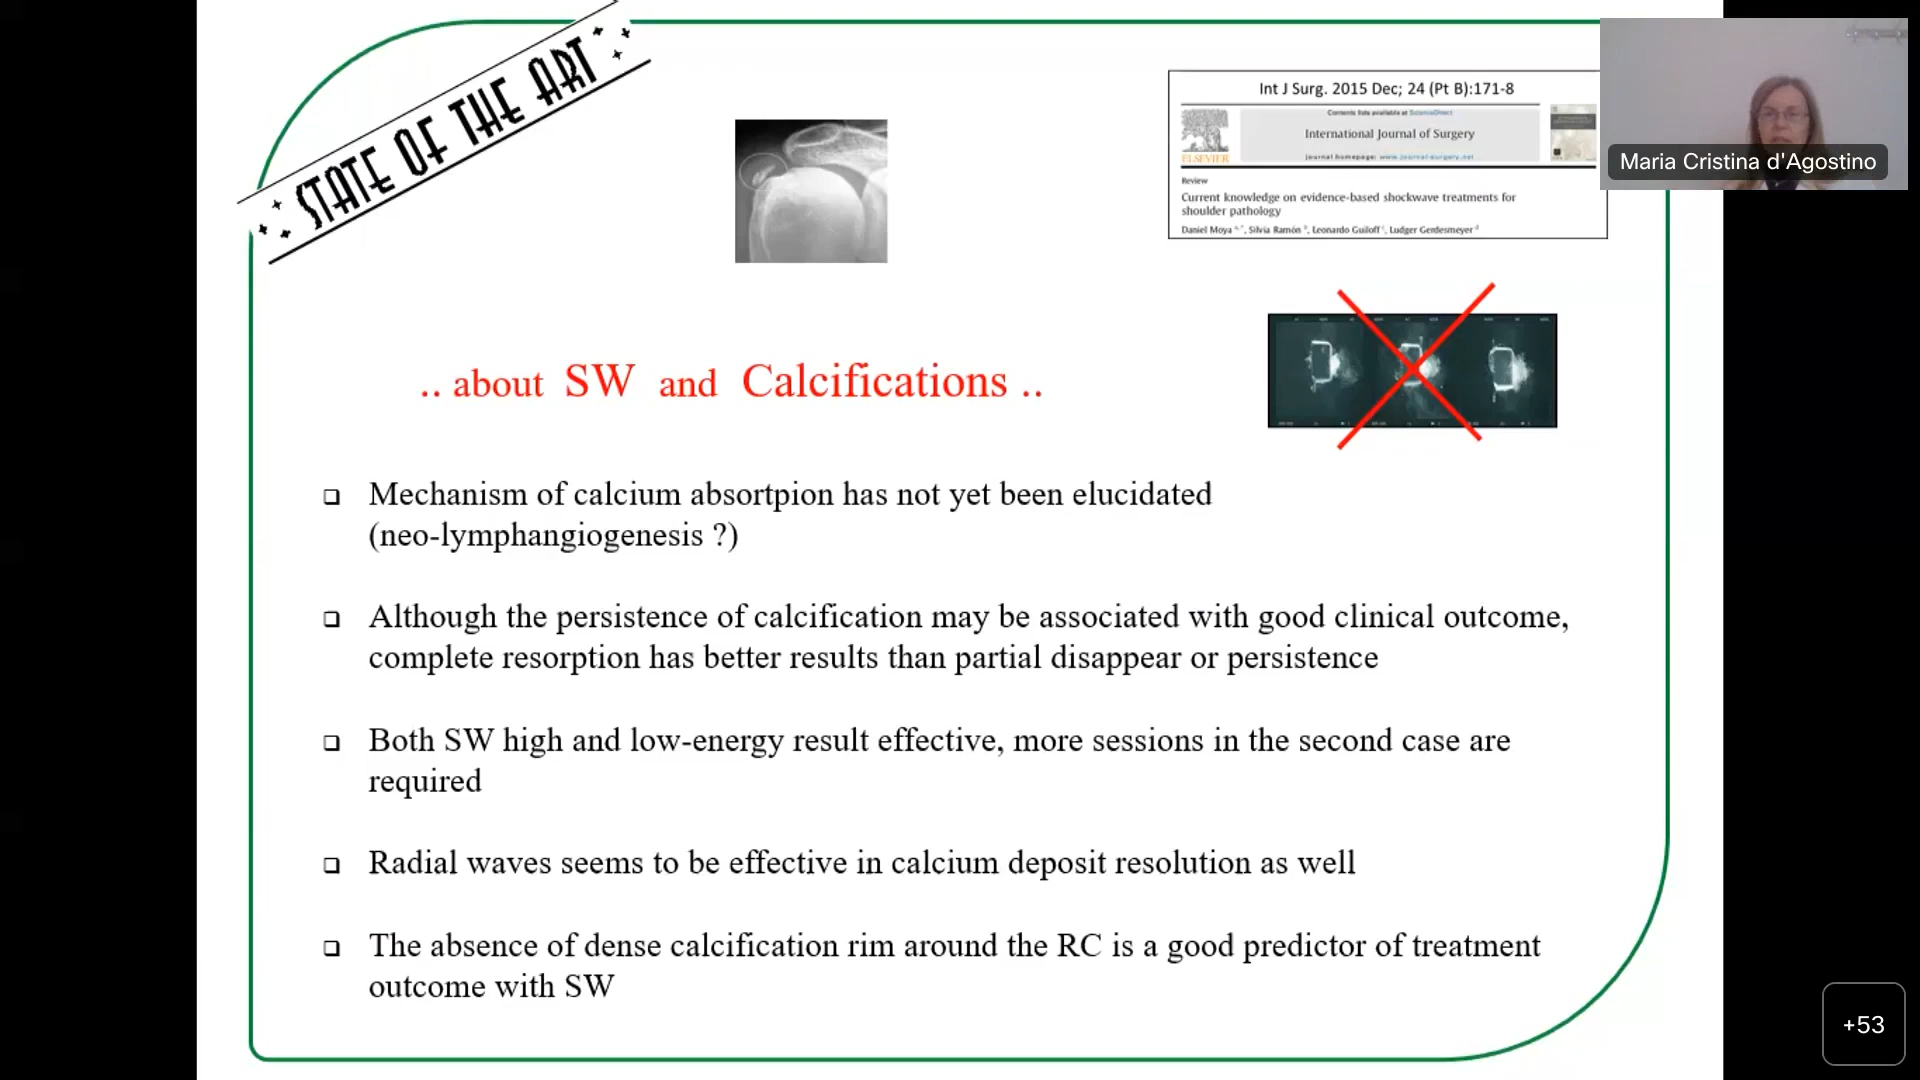 STATE OF THE ART
Int J Surg. 2015 Dec; 24 (Pt B):171-8
Contents lists available at ScienceDirect
International Journal of Surgery
journal homepage: www.journal-surgery.net
ELSEVIER
Review
Current knowledge on evidence-based shockwave treatments for
shoulder pathology
Daniel Moya a,*, Silvia Ramón b, Leonardo Guiloff c, Ludger Gerdesmeyer d
Maria Cristina d'Agostino
.. about SW and Calcifications ..
Mechanism of calcium absortpion has not yet been elucidated
(neo-lymphangiogenesis ?)
Although the persistence of calcification may be associated with good clinical outcome,
complete resorption has better results than partial disappear or persistence
Both SW high and low-energy result effective, more sessions in the second case are
required
Radial waves seems to be effective in calcium deposit resolution as well
The absence of dense calcification rim around the RC is a good predictor of treatment
outcome with SW
+53